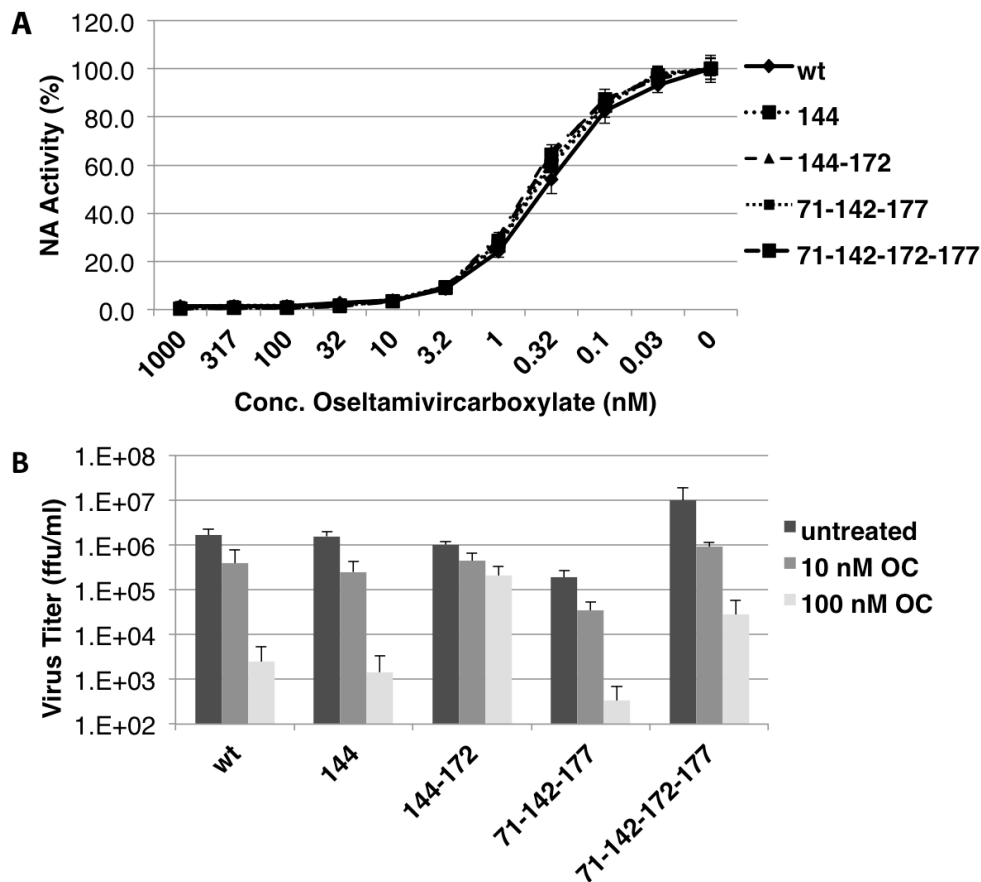 A
120.0
100.0
80.0
60.0
40.0
20.0
0.0
NA Activity (%)
1000
317
100
32
10
3.2
1
0.32
0.1
0.03
0
Conc. Oseltamivircarboxylate (nM)
wt
144
144-172
71-142-177
71-142-172-177
B
1.E+08
1.E+07
1.E+06
1.E+05
1.E+04
1.E+03
1.E+02
Virus Titer (ffu/ml)
wt
144
144-172
71-142-177
71-142-172-177
untreated
10 nM OC
100 nM OC